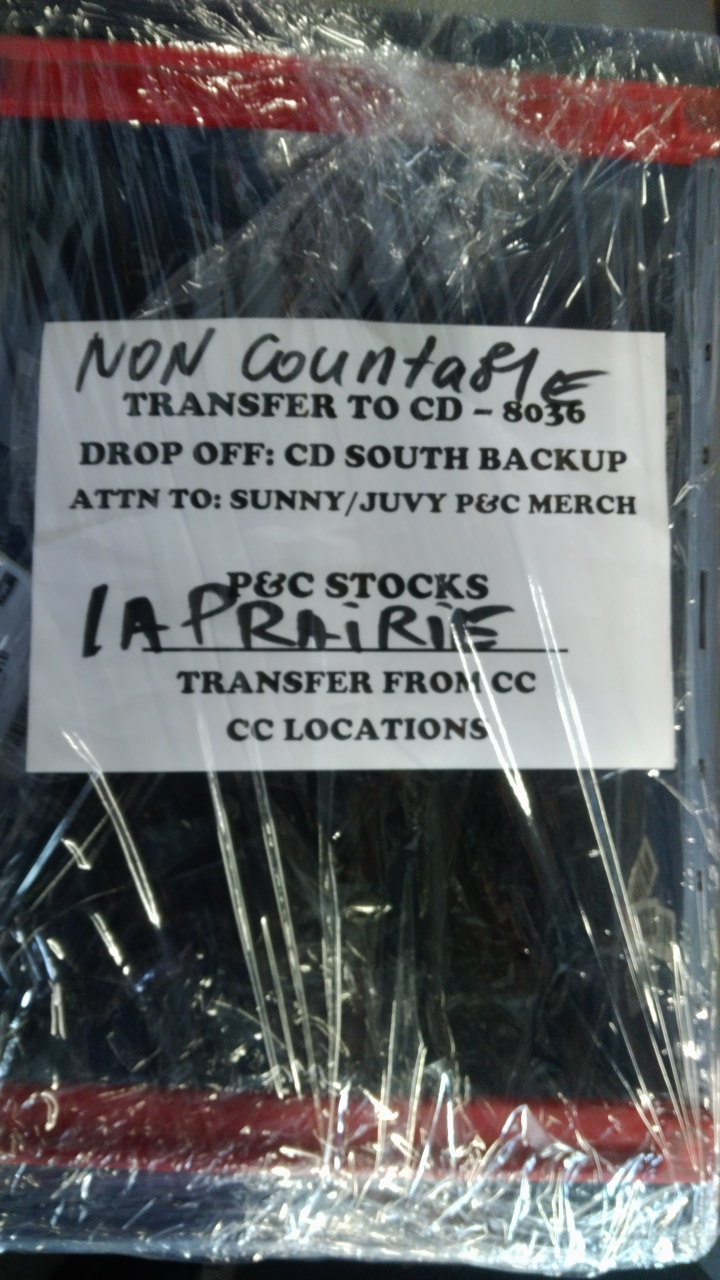 NON COUNTABLE
TRANSFER TO CD – 8036
DROP OFF: CD SOUTH BACKUP
ATTN TO: SUNNY/JUVY P&C MERCH
P&C STOCKS
LAPRAiRiE
TRANSFER FROM CC
CC LOCATIONS